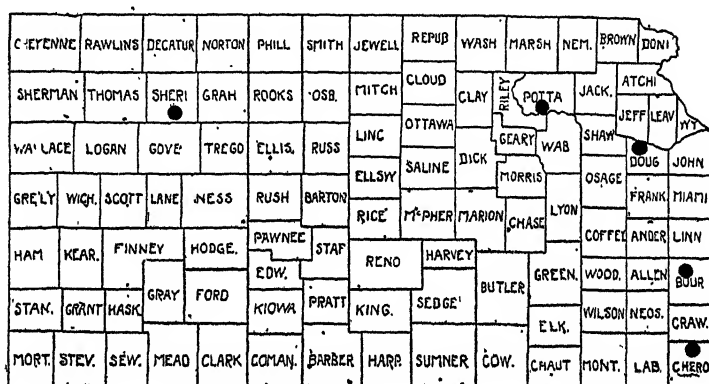 CHEYENNE RAWLINS DECATUR NORTON PHILL SMITH JEWELL REPUB WASH MARSH NEM. BROWN DONI
SHERMAN THOMAS SHERI GRAH ROOKS OSB. MITCH CLOUD CLAY RILEY POTTA JACK. ATCHI
JEFF LEAV WY
WALLACE LOGAN GOVE TREGO ELLIS. RUSS LINC OTTAWA GEARY WAB SHAW DOUG JOHN
ELLSW SALINE DICK MORRIS OSAGE
GRE'LY WICH. SCOTT LANE NESS RUSH BARTON RICE McPHER MARION CHASE LYON FRANK MIAMI
HAM KEAR. FINNEY HODGE. PAWNEE STAF RENO HARVEY COFFEY ANDER LINN
EDW. BUTLER GREEN. WOOD. ALLEN BOUR
STAN. GRANT HASK GRAY FORD KIOWA PRATT KING. SEDGE' WILSON NEOS. CRAW.
ELK.
MORT. STEV. SEW. MEAD CLARK COMAN. BARBER HARP. SUMNER COW. CHAUT MONT. LAB. CHERO